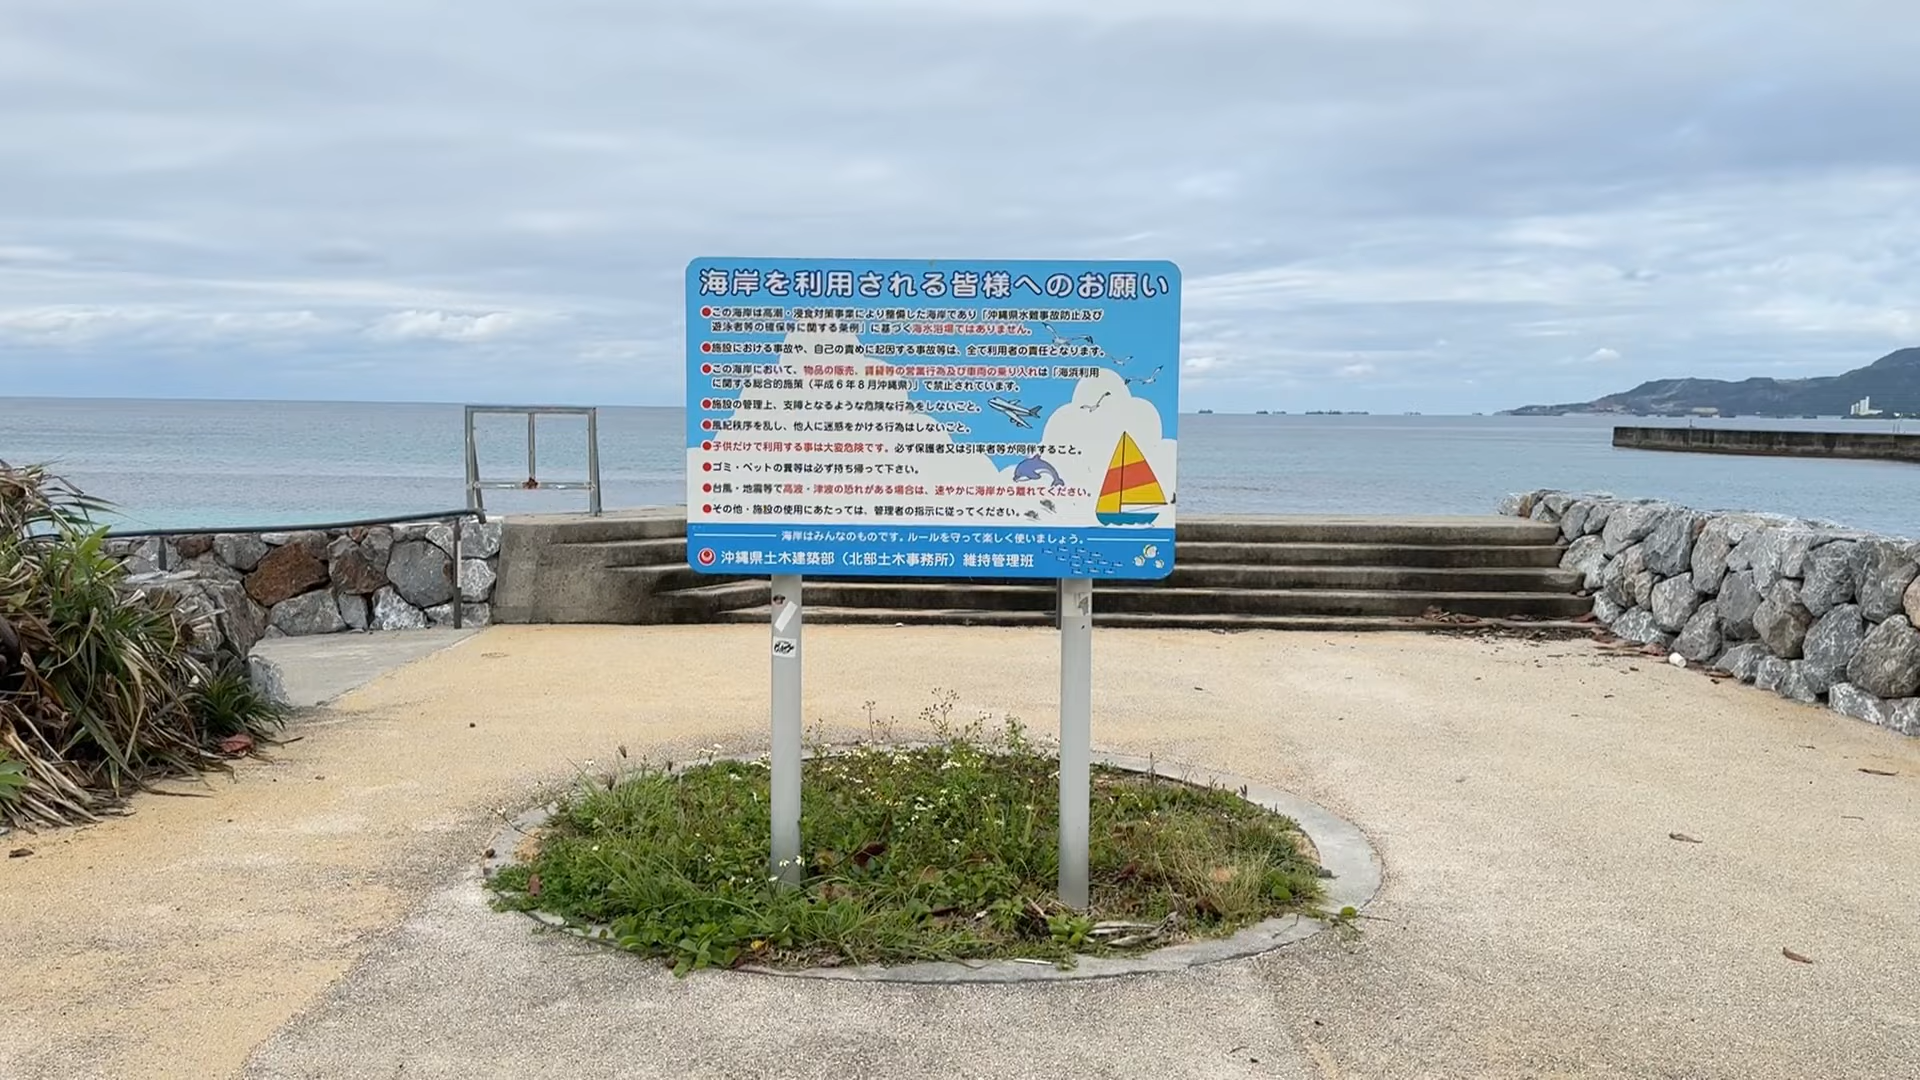 海岸を利用される皆様へのお願い
●この海岸は高潮・浸食対策事業により整備した海岸であり「沖縄県水難事故防止及び
遊泳者等の確保等に関する条例」に基づく海水浴場ではありません。
●施設における事故や、自己の責めに起因する事故等は、全て利用者の責任となります。
●この海岸において、物品の販売、賃貸等の営業行為及び車両の乗り入れは「海浜利用
に関する総合的施策（平成６年８月沖縄県）」で禁止されています。
●施設の管理上、支障となるような危険な行為をしないこと。
●風紀秩序を乱し、他人に迷惑をかける行為はしないこと。
●子供だけで利用する事は大変危険です。必ず保護者又は引率者等が同伴すること。
●ゴミ・ペットの糞等は必ず持ち帰って下さい。
●台風・地震等で高波・津波の恐れがある場合は、速やかに海岸から離れてください。
●その他・施設の使用にあたっては、管理者の指示に従ってください。
海岸はみんなのものです。ルールを守って楽しく使いましょう。
沖縄県土木建築部（北部土木事務所）維持管理班